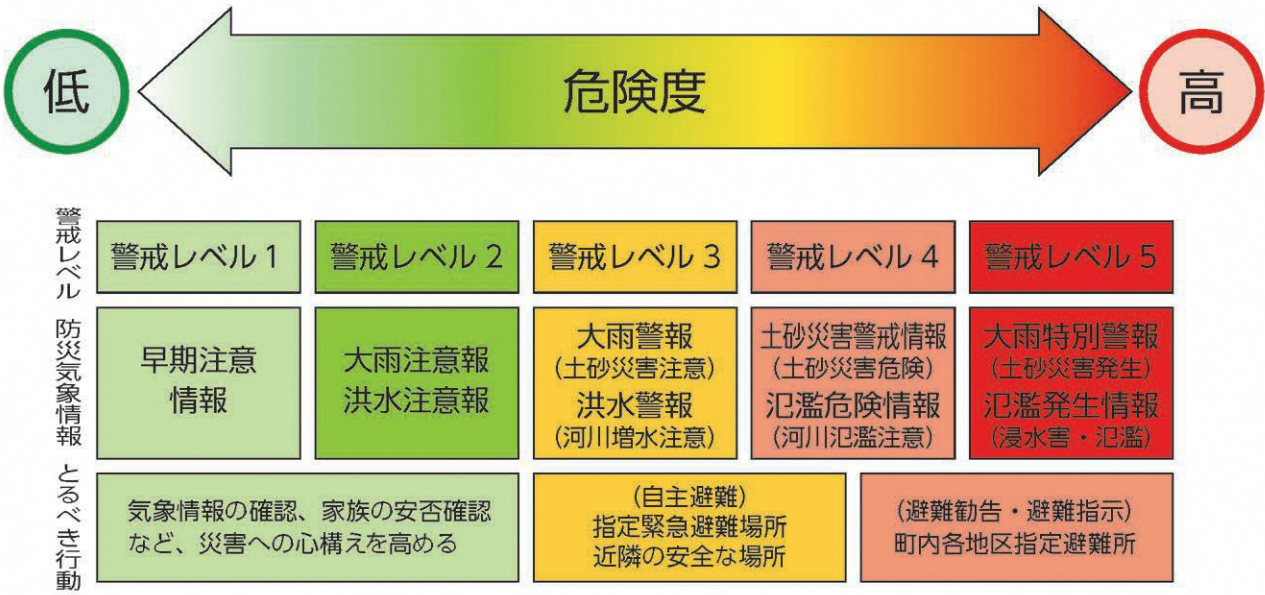 低
危険度
高
警戒レベル
警戒レベル1
警戒レベル2
警戒レベル3
警戒レベル4
警戒レベル5
防災気象情報
早期注意
情報
大雨注意報
洪水注意報
大雨警報
(土砂災害注意)
洪水警報
(河川増水注意)
土砂災害警戒情報
(土砂災害危険)
氾濫危険情報
(河川氾濫注意)
大雨特別警報
(土砂災害発生)
氾濫発生情報
(浸水害・氾濫)
とるべき行動
気象情報の確認、家族の安否確認
など、災害への心構えを高める
(自主避難)
指定緊急避難場所
近隣の安全な場所
(避難勧告・避難指示)
町内各地区指定避難所